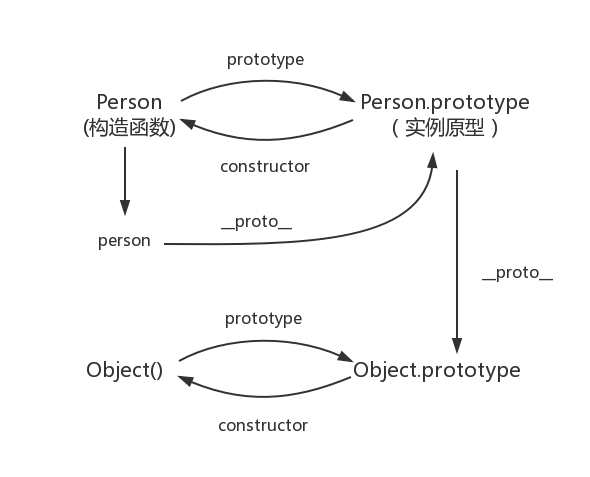 prototype
Person
(构造函数)
Person.prototype
( 实例原型 )
constructor
__proto__
person
__proto__
prototype
Object()
Object.prototype
constructor